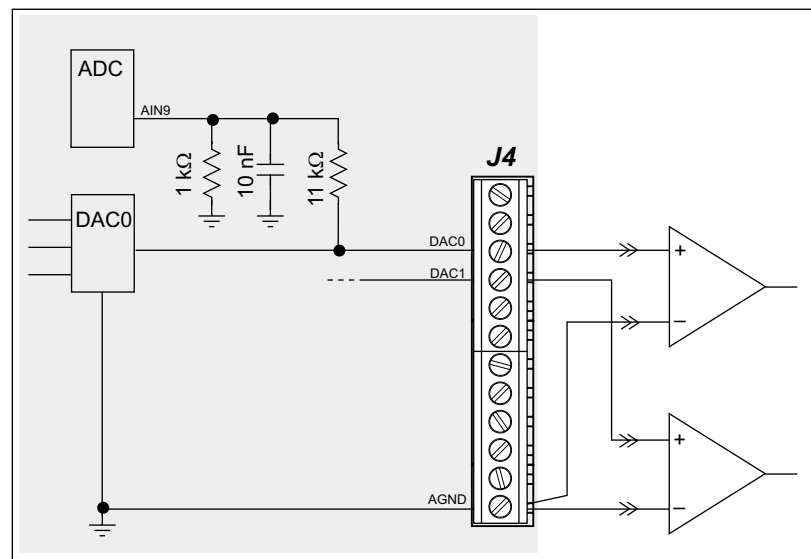 ADC
AIN9
1 kΩ
10 nF
11 kΩ
J4
DAC0
DAC0
DAC1
+
−
+
−
AGND